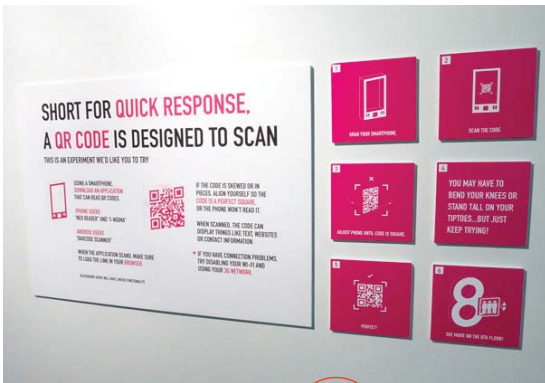 SHORT FOR QUICK RESPONSE,
A QR CODE IS DESIGNED TO SCAN
THIS IS AN EXPERIMENT WE'D LIKE YOU TO TRY
USING A SMARTPHONE,
DOWNLOAD AN APPLICATION
THAT CAN READ QR CODES.
IPHONE USERS
"NEO READER" AND "I-NIGMA"
ANDROID USERS
"BARCODE SCANNER"
WHEN THE APPLICATION SCANS, MAKE SURE
TO LOAD THE LINK IN YOUR BROWSER.
IF THE CODE IS SKEWED OR IN
PIECES, ALIGN YOURSELF SO THE
CODE IS A PERFECT SQUARE,
OR THE PHONE WON'T READ IT.
WHEN SCANNED, THE CODE CAN
DISPLAY THINGS LIKE TEXT, WEBSITES
OR CONTACT INFORMATION.
* IF YOU HAVE CONNECTION PROBLEMS,
TRY DISABLING YOUR WI-FI AND
USING YOUR 3G NETWORK.
1
GRAB YOUR SMARTPHONE
2
SCAN THE CODE
3
ADJUST PHONE UNTIL CODE IS SQUARE
4
YOU MAY HAVE TO
BEND YOUR KNEES OR
STAND TALL ON YOUR
TIPTOES...BUT JUST
KEEP TRYING!
5
PERFECT!
6
8
SEE MORE ON THE 8TH FLOOR!